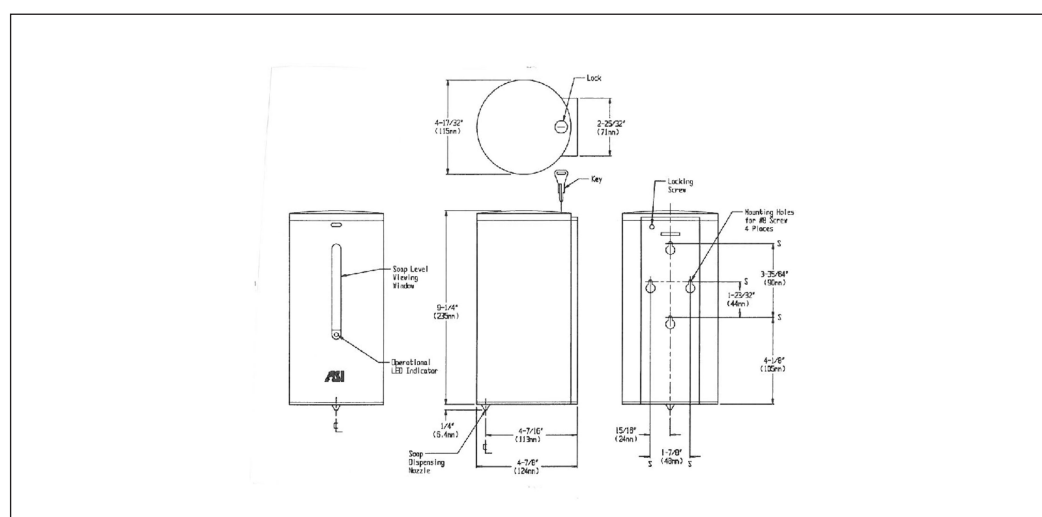 Lock
4-17/32"
(115mm)
2-25/32"
(71mm)
Key
Locking
Screw
Mounting Holes
for #8 Screw
4 Places
S
Soap Level
Viewing
Window
9-1/4"
(235mm)
S
3-35/64"
(90mm)
1-23/32"
(44mm)
S
Operational
LED Indicator
ASI
4-1/8"
(105mm)
1/4"
(6.4mm)
4-7/16"
(113mm)
15/16"
(24mm)
Soap
Dispensing
Nozzle
4-7/8"
(124mm)
1-7/8"
(48mm)
S
S